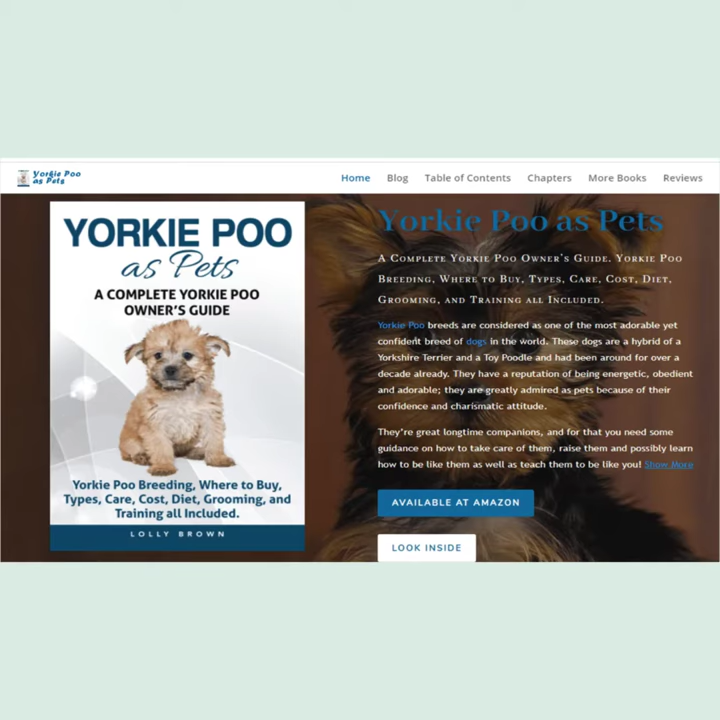 Yorkie Poo
as Pets
Home Blog Table of Contents Chapters More Books Reviews
YORKIE POO
as Pets
A COMPLETE YORKIE POO
OWNER'S GUIDE
Yorkie Poo Breeding, Where to Buy,
Types, Care, Cost, Diet, Grooming, and
Training all Included.
LOLLY BROWN
Yorkie Poo as Pets
A Complete Yorkie Poo Owner's Guide. Yorkie Poo
Breeding, Where to Buy, Types, Care, Cost, Diet,
Grooming, and Training all Included.
Yorkie Poo breeds are considered as one of the most adorable yet
confident breed of dogs in the world. These dogs are a hybrid of a
Yorkshire Terrier and a Toy Poodle and had been around for over a
decade already. They have a reputation of being energetic, obedient
and adorable; they are greatly admired as pets because of their
confidence and charismatic attitude.
They're great longtime companions, and for that you need some
guidance on how to take care of them, raise them and possibly learn
how to be like them as well as teach them to be like you! Show More
AVAILABLE AT AMAZON
LOOK INSIDE